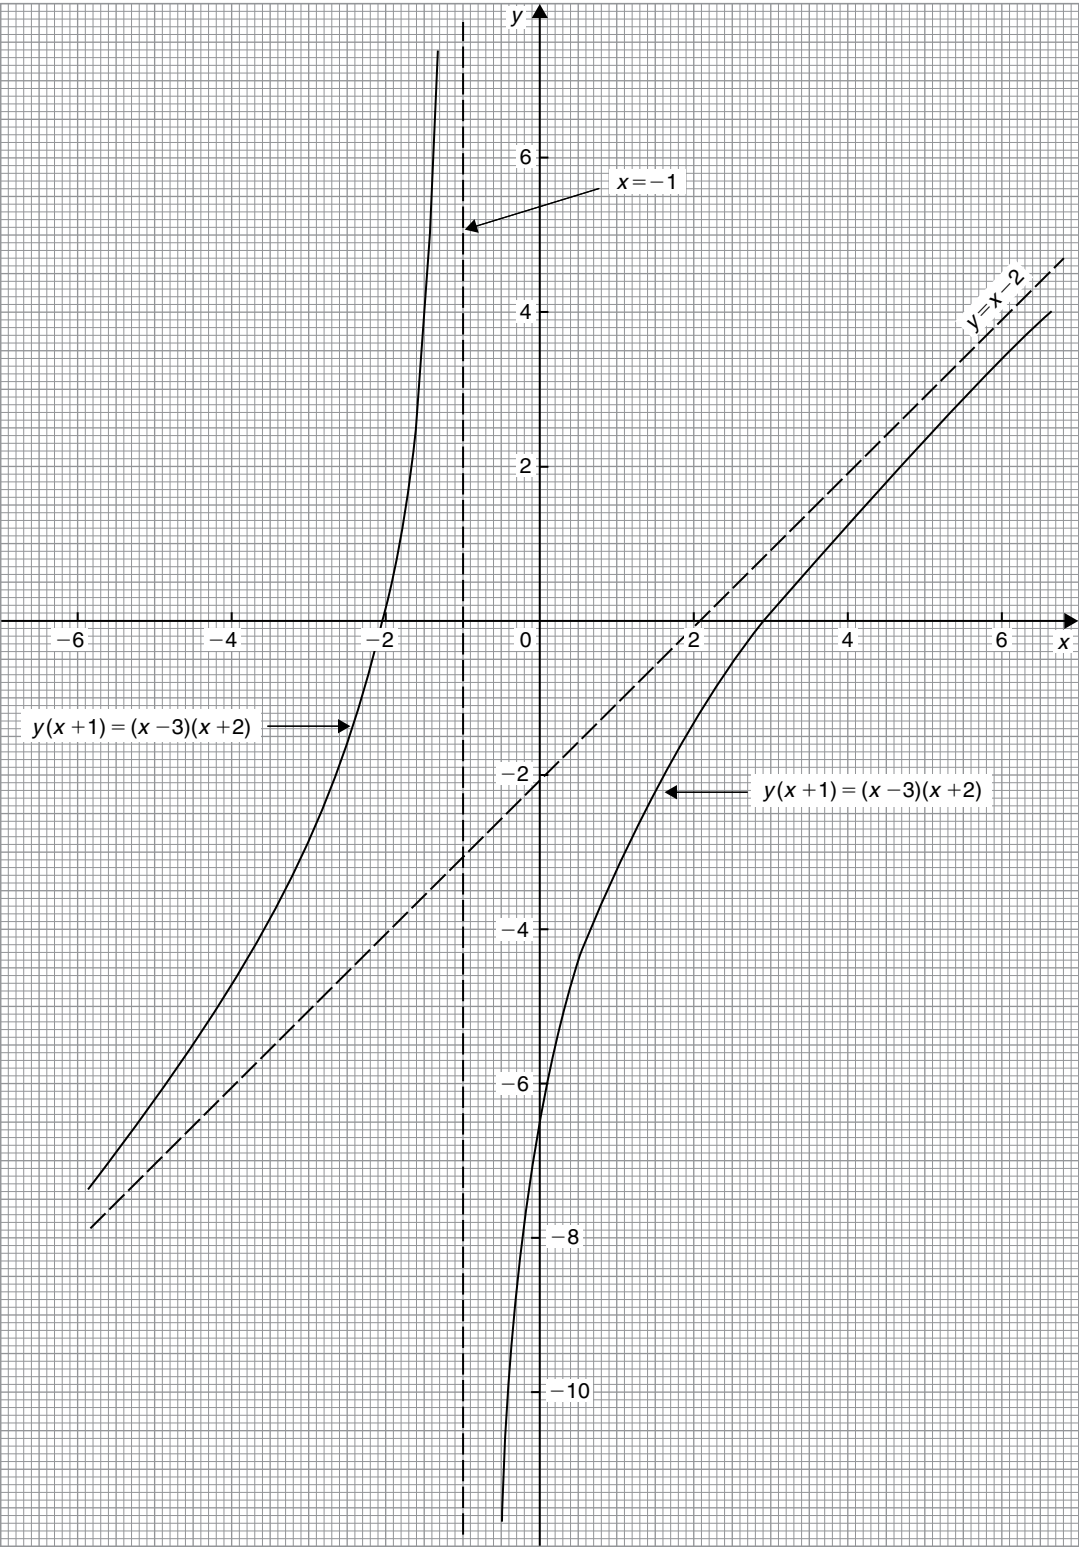 y
6
x=−1
y=x−2
4
2
−6 −4 −2 0 2 4 6 x
y(x+1)=(x−3)(x+2)
−2
y(x+1)=(x−3)(x+2)
−4
−6
−8
−10